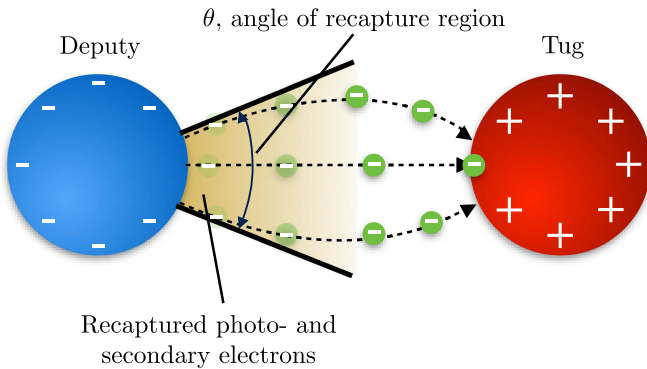 θ, angle of recapture region
Deputy
Tug
Recaptured photo- and
secondary electrons